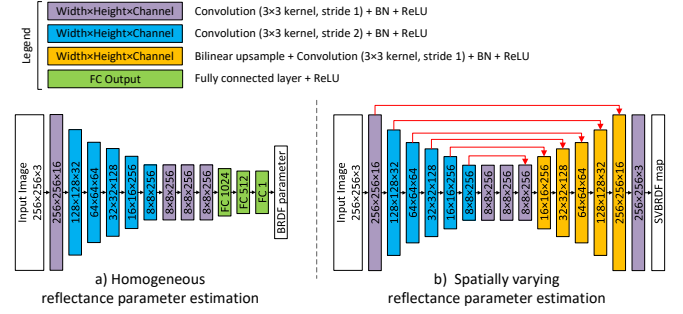 Legend
Width×Height×Channel
Convolution (3×3 kernel, stride 1) + BN + ReLU
Width×Height×Channel
Convolution (3×3 kernel, stride 2) + BN + ReLU
Width×Height×Channel
Bilinear upsample + Convolution (3×3 kernel, stride 1) + BN + ReLU
FC Output
Fully connected layer + ReLU
Input Image
256×256×3
256×256×16
128×128×32
64×64×64
32×32×128
16×16×256
8×8×256
8×8×256
8×8×256
8×8×256
FC 1024
FC 512
FC 1
BRDF parameter
a) Homogeneous
reflectance parameter estimation
Input Image
256×256×3
256×256×16
128×128×32
64×64×64
32×32×128
16×16×256
8×8×256
8×8×256
8×8×256
8×8×256
16×16×256
32×32×128
64×64×64
128×128×32
256×256×16
256×256×3
SVBRDF map
b) Spatially varying
reflectance parameter estimation